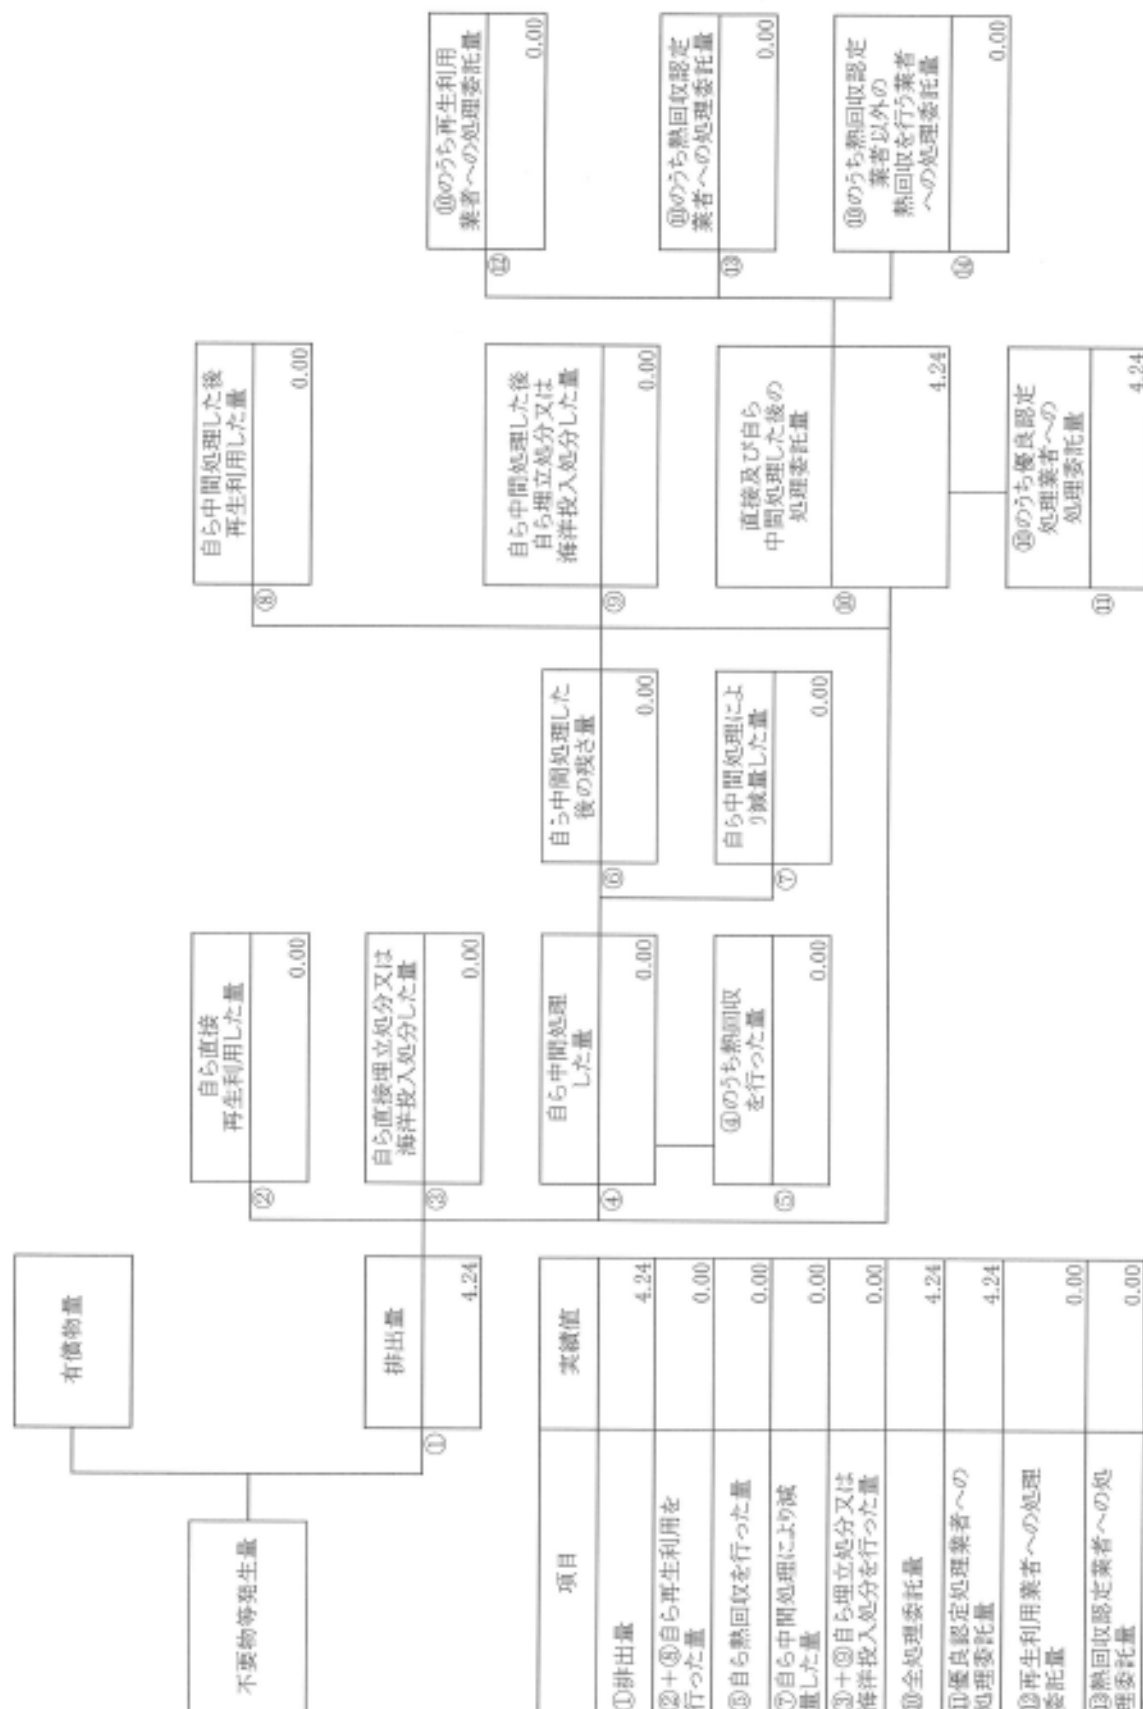 不要物等発生量
有償物量
排出量
①
4.24
自ら直接
再生利用した量
②
0.00
自ら直接埋立処分又は
海洋投入処分した量
③
0.00
自ら中間処理
した量
④
0.00
④のうち熱回収
を行った量
⑤
0.00
自ら中間処理した
後の残さ量
⑥
0.00
自ら中間処理によ
り減量した量
⑦
0.00
自ら中間処理した後
再生利用した量
⑧
0.00
自ら中間処理した後
自ら埋立処分又は
海洋投入処分した量
⑨
0.00
直接及び自ら
中間処理した後の
処理委託量
⑩
4.24
⑩のうち優良認定
処理業者への
処理委託量
⑪
4.24
⑩のうち再生利用
業者への処理委託量
⑫
0.00
⑩のうち熱回収認定
業者への処理委託量
⑬
0.00
⑩のうち熱回収認定
業者以外の
熱回収を行う業者
への処理委託量
⑭
0.00
項目 実績値
①排出量 4.24
②+⑧自ら再生利用を
行った量 0.00
⑤自ら熱回収を行った量 0.00
⑦自ら中間処理により減
量した量 0.00
③+⑨自ら埋立処分又は
海洋投入処分を行った量 0.00
⑩全処理委託量 4.24
⑪優良認定処理業者への
処理委託量 4.24
⑫再生利用業者への処理
委託量 0.00
⑬熱回収認定業者への処
理委託量 0.00